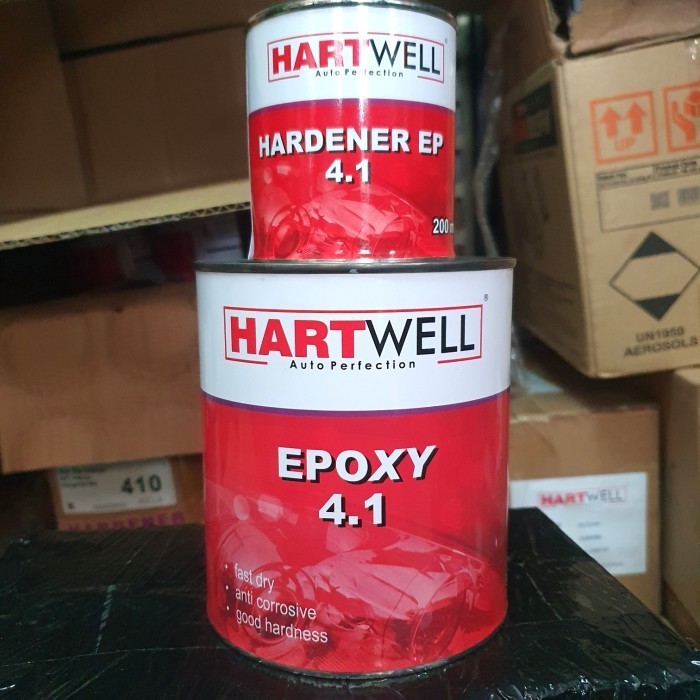 HARTWELL
Auto Perfection
HARDENER EP
4.1
200 m
HARTWELL
®
Auto Perfection
EPOXY
4.1
• fast dry
• anti corrosive
• good hardness
UP
UN1950
AEROSOLS
410
HARDENER
HARTWELL